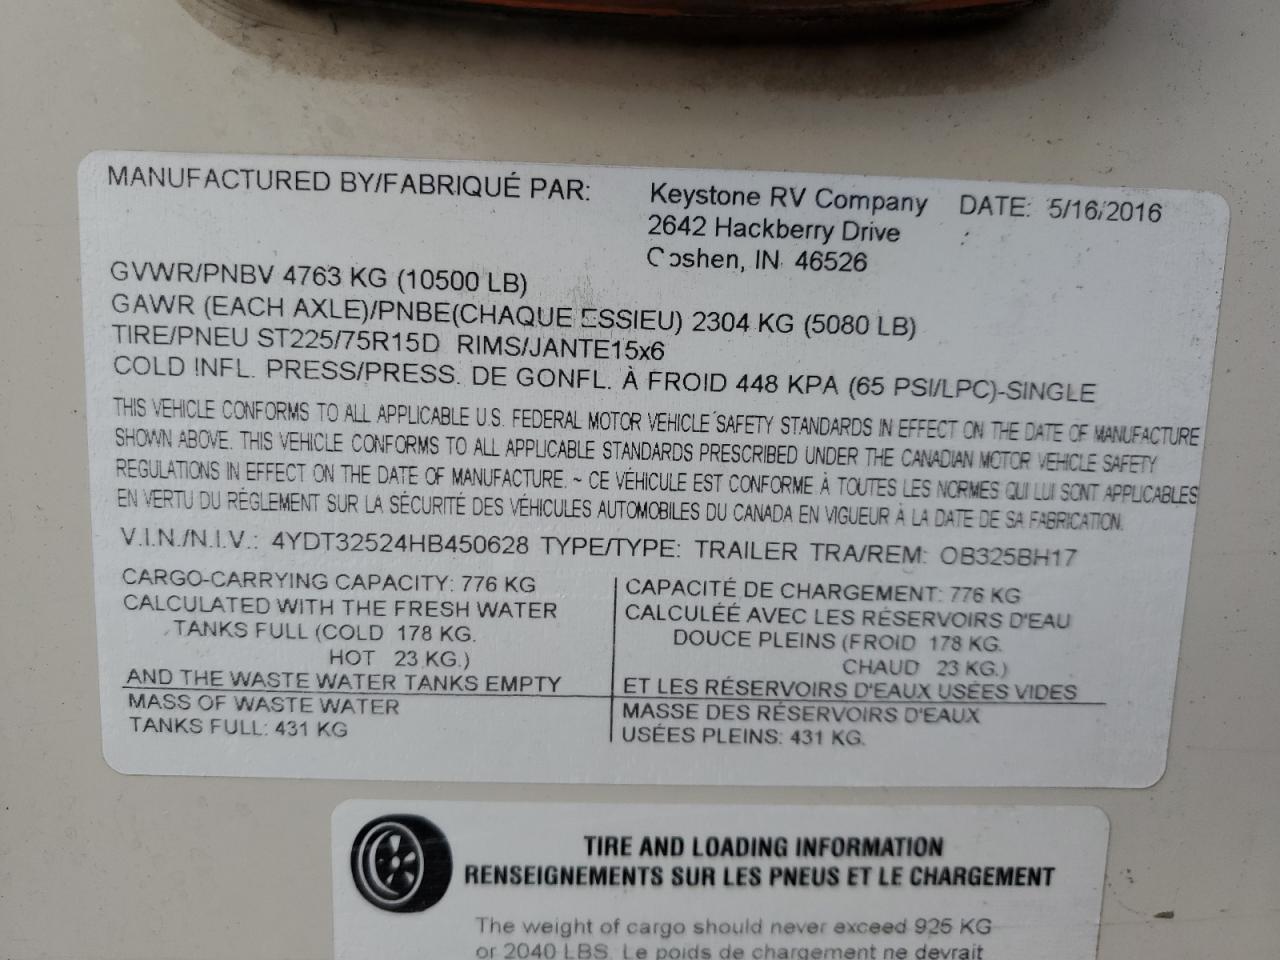 MANUFACTURED BY/FABRIQUÉ PAR: Keystone RV Company DATE: 5/16/2016
2642 Hackberry Drive
Goshen, IN 46526
GVWR/PNBV 4763 KG (10500 LB)
GAWR (EACH AXLE)/PNBE(CHAQUE ESSIEU) 2304 KG (5080 LB)
TIRE/PNEU ST225/75R15D RIMS/JANTE15x6
COLD INFL. PRESS/PRESS. DE GONFL. À FROID 448 KPA (65 PSI/LPC)-SINGLE
THIS VEHICLE CONFORMS TO ALL APPLICABLE U.S. FEDERAL MOTOR VEHICLE SAFETY STANDARDS IN EFFECT ON THE DATE OF MANUFACTURE
SHOWN ABOVE. THIS VEHICLE CONFORMS TO ALL APPLICABLE STANDARDS PRESCRIBED UNDER THE CANADIAN MOTOR VEHICLE SAFETY
REGULATIONS IN EFFECT ON THE DATE OF MANUFACTURE. ~ CE VÉHICULE EST CONFORME À TOUTES LES NORMES QUI LUI SONT APPLICABLES
EN VERTU DU RÉGLEMENT SUR LA SÉCURITÉ DES VÉHICULES AUTOMOBILES DU CANADA EN VIGUEUR À LA DATE DE SA FABRICATION.
V.I.N./N.I.V.: 4YDT32524HB450628 TYPE/TYPE: TRAILER TRA/REM: OB325BH17
CARGO-CARRYING CAPACITY: 776 KG
CALCULATED WITH THE FRESH WATER
TANKS FULL (COLD 178 KG.
HOT 23 KG.)
AND THE WASTE WATER TANKS EMPTY
MASS OF WASTE WATER
TANKS FULL: 431 KG
CAPACITÉ DE CHARGEMENT: 776 KG
CALCULÉÉ AVEC LES RÉSERVOIRS D'EAU
DOUCE PLEINS (FROID 178 KG.
CHAUD 23 KG.)
ET LES RÉSERVOIRS D'EAUX USÉES VIDES
MASSE DES RÉSERVOIRS D'EAUX
USÉES PLEINS: 431 KG.
TIRE AND LOADING INFORMATION
RENSEIGNEMENTS SUR LES PNEUS ET LE CHARGEMENT
The weight of cargo should never exceed 925 KG
or 2040 LBS. Le poids de chargement ne devrait